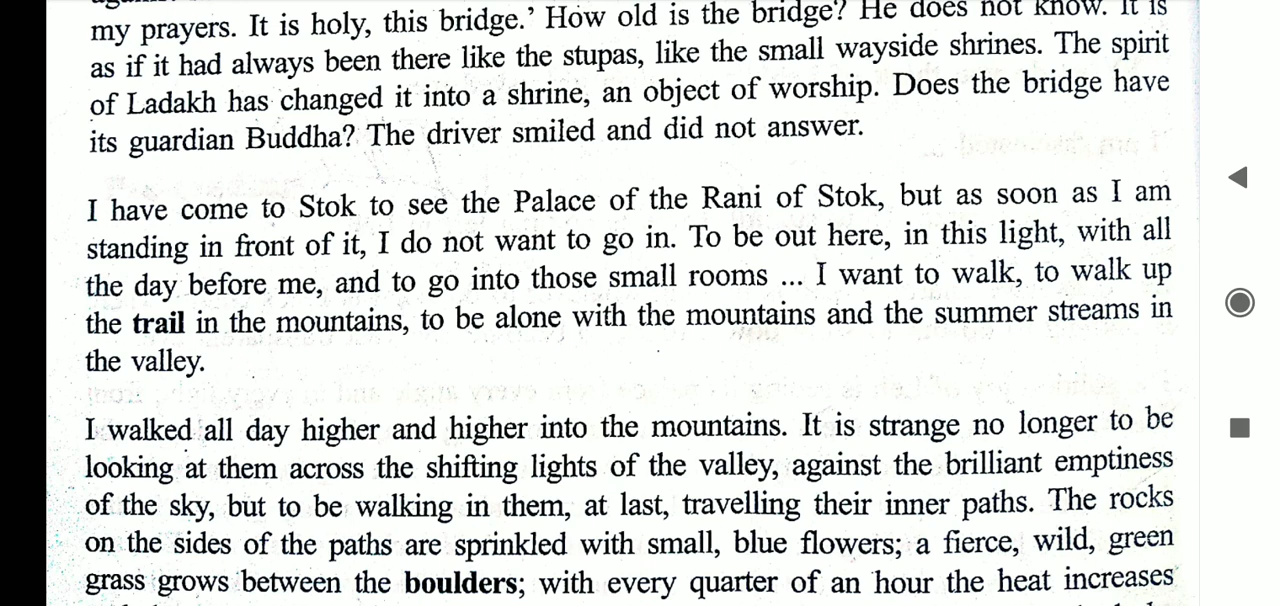 my prayers. It is holy, this bridge.’ How old is the bridge? He does not know. It is
as if it had always been there like the stupas, like the small wayside shrines. The spirit
of Ladakh has changed it into a shrine, an object of worship. Does the bridge have
its guardian Buddha? The driver smiled and did not answer.
I have come to Stok to see the Palace of the Rani of Stok, but as soon as I am
standing in front of it, I do not want to go in. To be out here, in this light, with all
the day before me, and to go into those small rooms ... I want to walk, to walk up
the trail in the mountains, to be alone with the mountains and the summer streams in
the valley.
I walked all day higher and higher into the mountains. It is strange no longer to be
looking at them across the shifting lights of the valley, against the brilliant emptiness
of the sky, but to be walking in them, at last, travelling their inner paths. The rocks
on the sides of the paths are sprinkled with small, blue flowers; a fierce, wild, green
grass grows between the boulders; with every quarter of an hour the heat increases